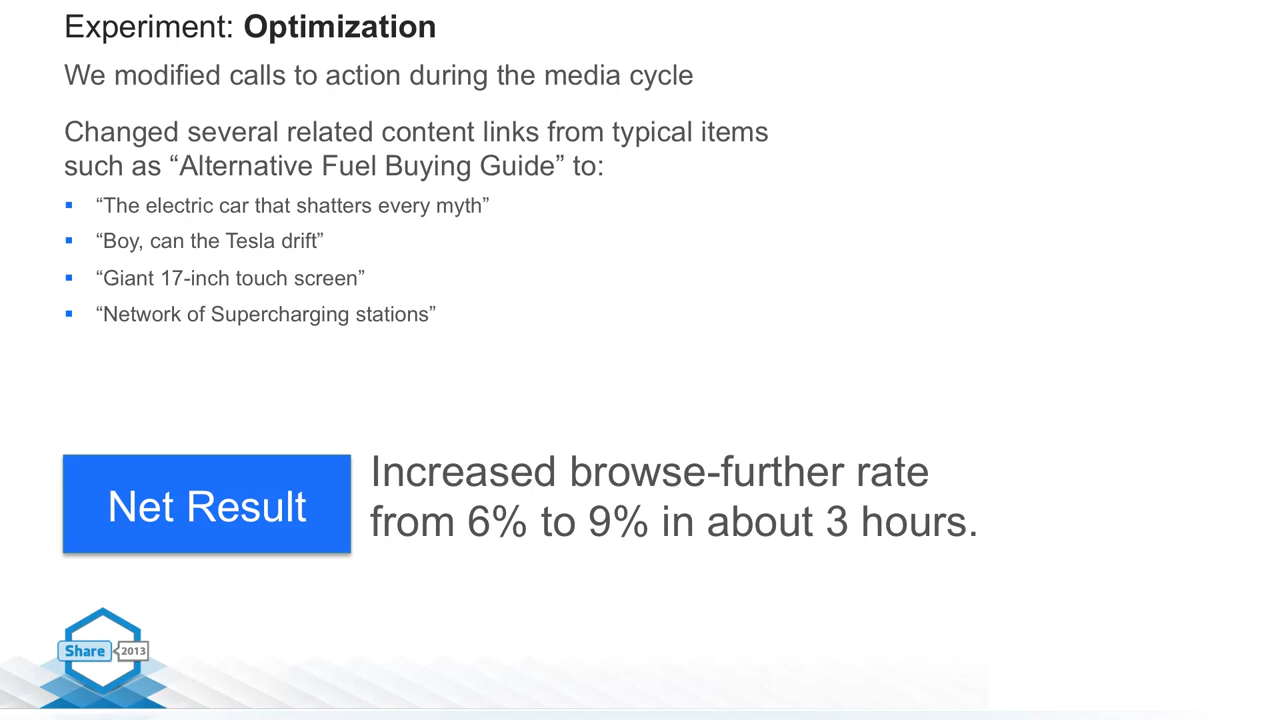 Experiment: Optimization
We modified calls to action during the media cycle
Changed several related content links from typical items
such as “Alternative Fuel Buying Guide” to:
“The electric car that shatters every myth”
“Boy, can the Tesla drift”
“Giant 17-inch touch screen”
“Network of Supercharging stations”
Net Result
Increased browse-further rate
from 6% to 9% in about 3 hours.
Share 2013